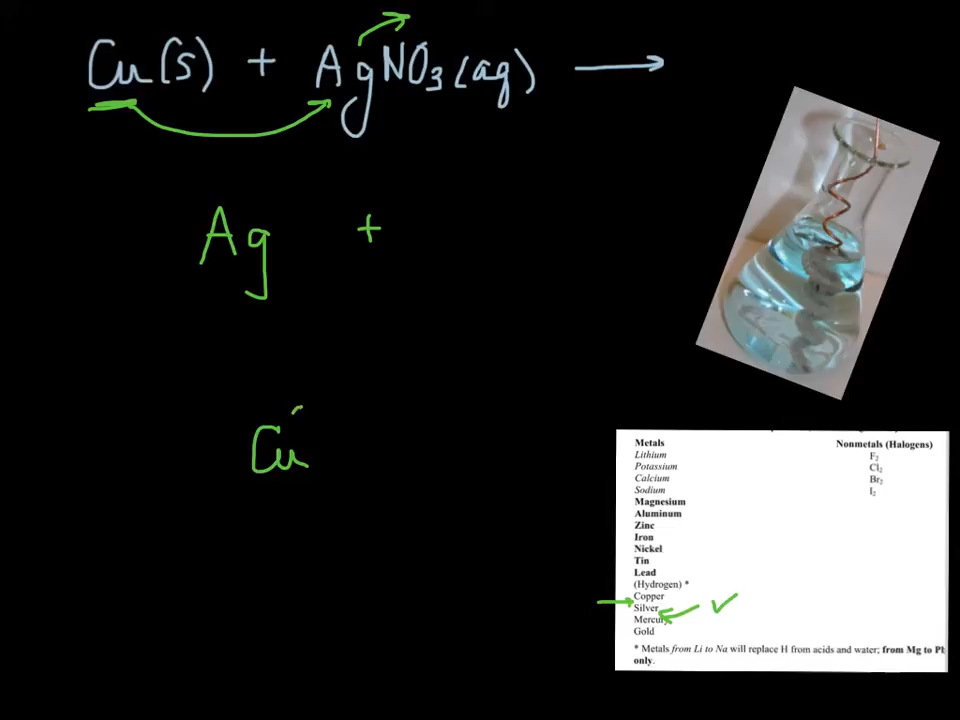 Cu(s) + AgNO₃(aq) →
Ag +
Cu
Metals Nonmetals (Halogens)
Lithium F₂
Potassium Cl₂
Calcium Br₂
Sodium I₂
Magnesium
Aluminum
Zinc
Iron
Nickel
Tin
Lead
(Hydrogen) *
Copper
Silver
Mercury
Gold
* Metals from Li to Na will replace H from acids and water; from Mg to Pb
only.